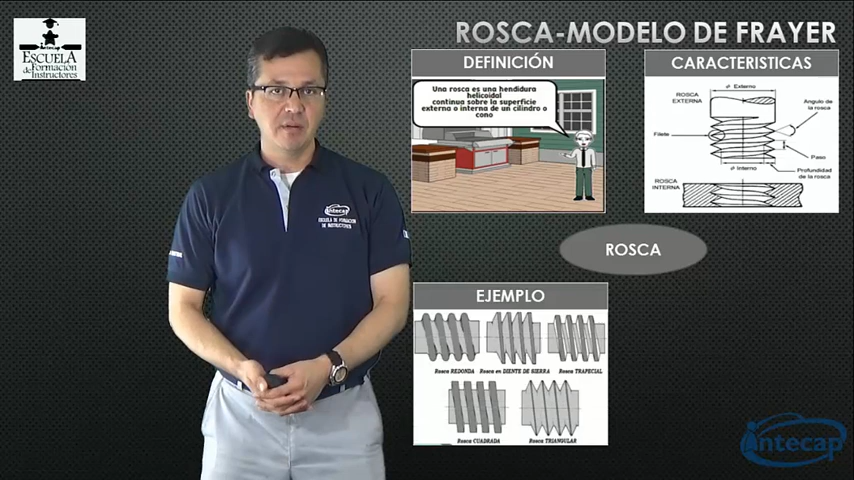 intecap
ESCUELA
de Formación
de Instructores
ROSCA-MODELO DE FRAYER
DEFINICIÓN
Una rosca es una hendidura
helicoidal
continua sobre la superficie
externa o interna de un cilindro o
cono
CARACTERISTICAS
ROSCA
EXTERNA
Externo
Angulo de
la rosca
Filete
Paso
Interno
Profundidad
de la rosca
ROSCA
INTERNA
intecap
ESCUELA DE FORMACION
DE INSTRUCTORES
ROSCA
EJEMPLO
Rosca REDONDA
Rosca en DIENTE DE SIERRA
Rosca TRAPECIAL
Rosca CUADRADA
Rosca TRIANGULAR
intecap